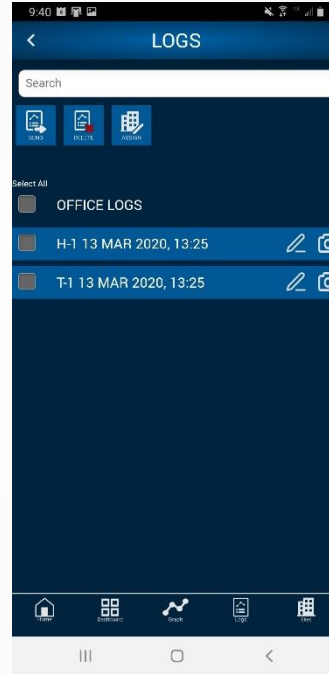 9:40
LOGS
Search
SEND DELETE ASSIGN
Select All
OFFICE LOGS
H-1 13 MAR 2020, 13:25
T-1 13 MAR 2020, 13:25
Home Dashboard Graph Logs Sites